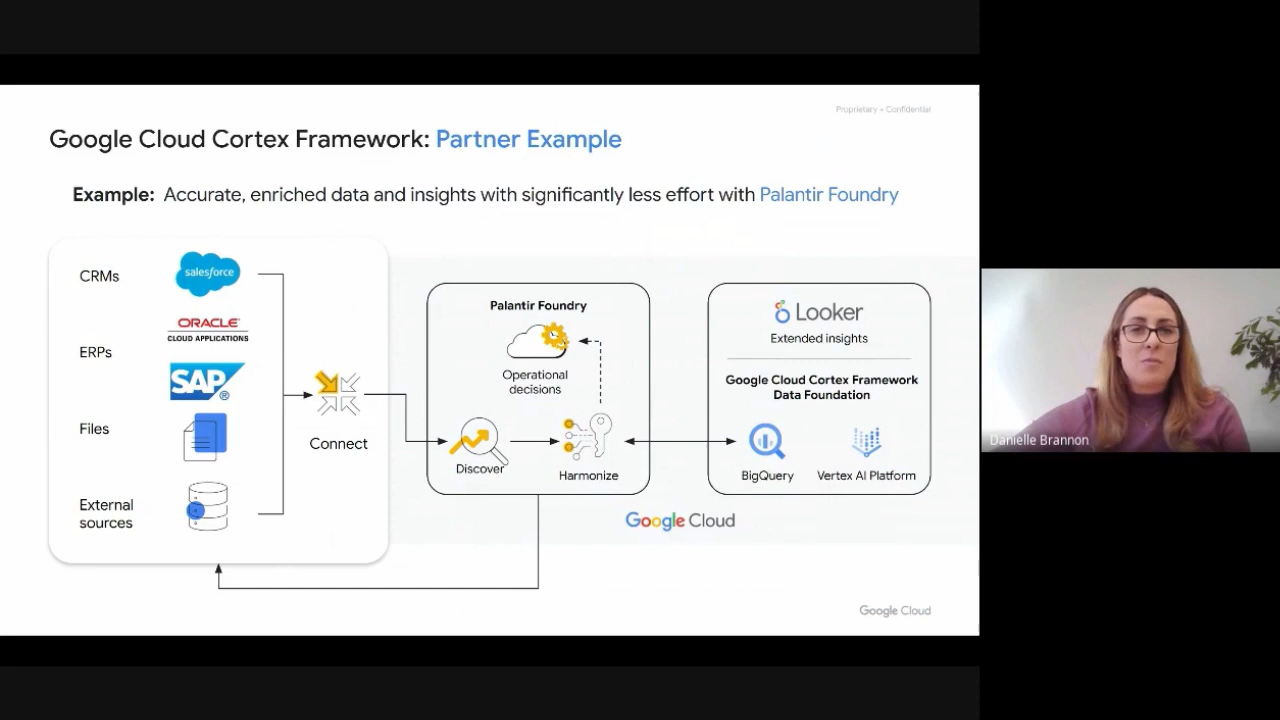 Proprietary + Confidential
Google Cloud Cortex Framework: Partner Example
Example: Accurate, enriched data and insights with significantly less effort with Palantir Foundry
CRMs
salesforce
ORACLE
CLOUD APPLICATIONS
ERPs
SAP®
Files
External
sources
Connect
Palantir Foundry
Operational
decisions
Discover
Harmonize
Looker
Extended insights
Google Cloud Cortex Framework
Data Foundation
BigQuery
Vertex AI Platform
Google Cloud
Google Cloud
Danielle Brannon